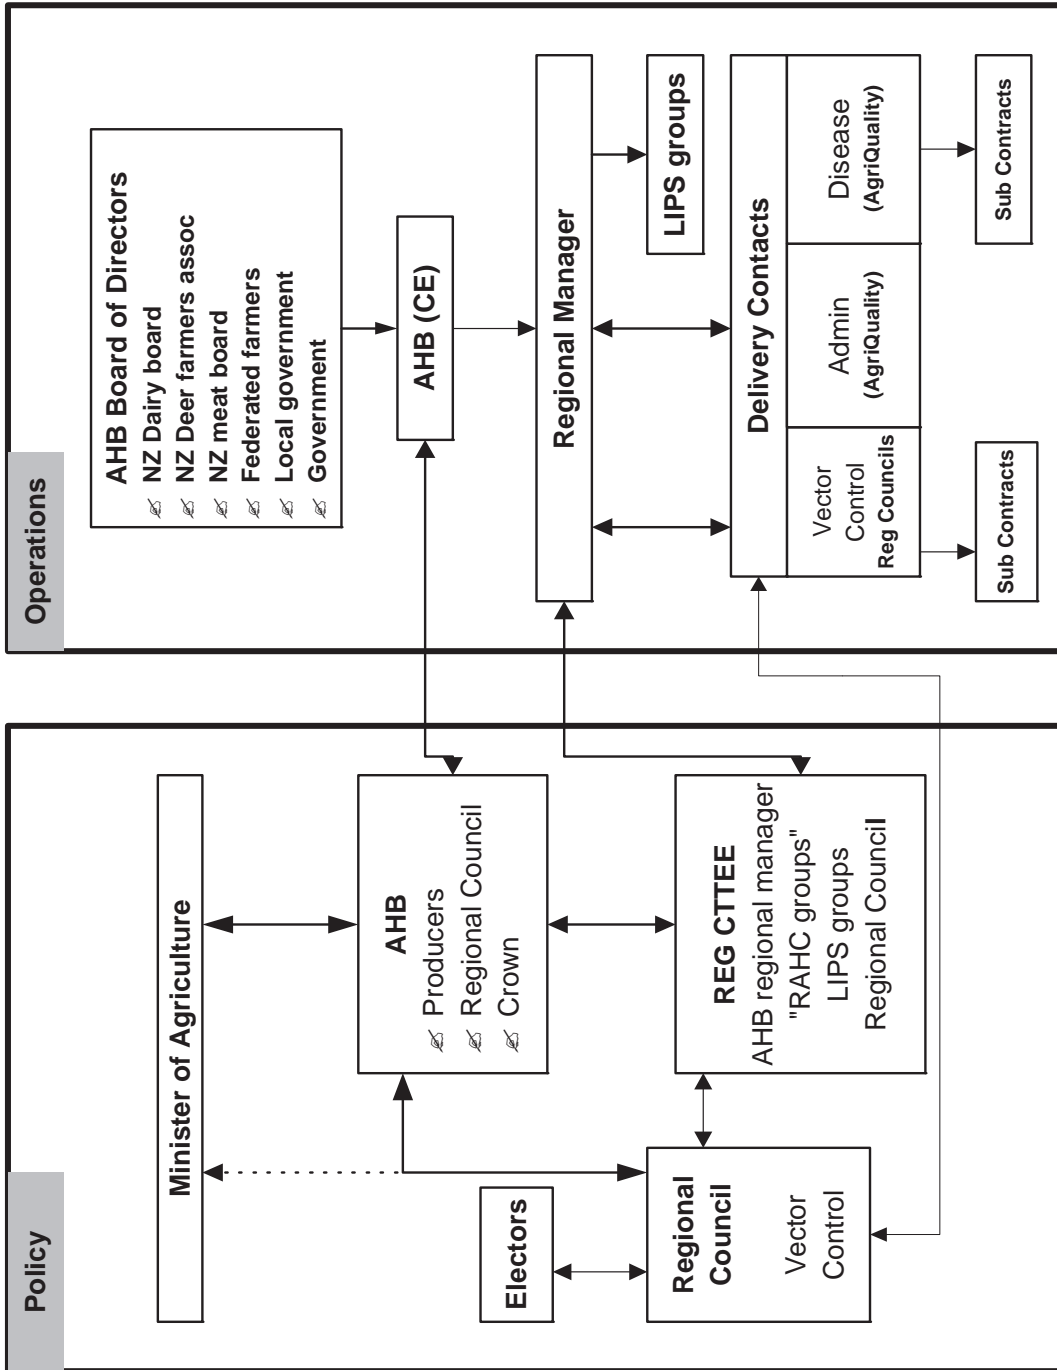 Policy
Minister of Agriculture
AHB
Producers
Regional Council
Crown
Electors
Regional
Council
Vector
Control
REG CTTEE
AHB regional manager
"RAHC groups"
LIPS groups
Regional Council
Operations
AHB Board of Directors
NZ Dairy board
NZ Deer farmers assoc
NZ meat board
Federated farmers
Local government
Government
AHB (CE)
Regional Manager
LIPS groups
Delivery Contacts
Vector
Control
Reg Councils
Admin
(AgriQuality)
Disease
(AgriQuality)
Sub Contracts
Sub Contracts